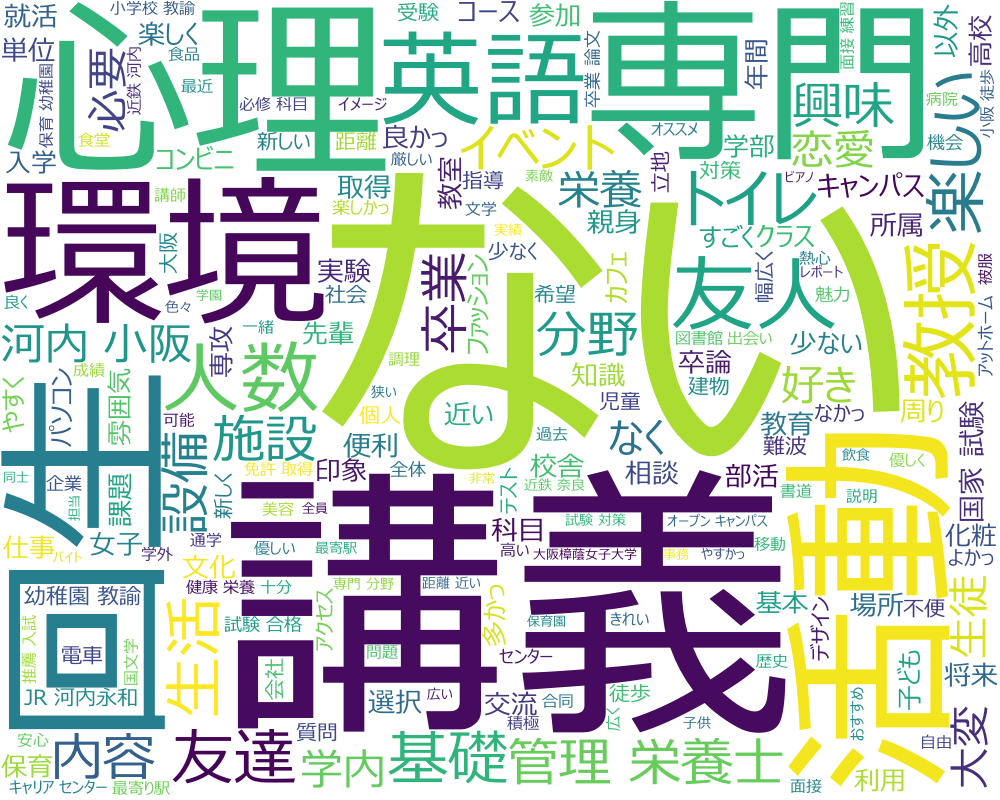 就活
小学校 教諭
受験
コース
参加
卒業 論文
年間
面接 練習
以外
高校
単位
楽しく
心理
英語
専門
食品
近鉄 河内
最近
必要
保育 幼稚園
必修 科目
イメージ
興味
病院
小阪 徒歩
食堂
新しい
距離
良かっ
イベント
オススメ
恋愛
機会
楽しい
入学
コンビニ
厳しい
学部
環境
講師
取得
教室
指導
素敵
栄養
対策
立地
トイレ
ピアノ
キャンパス
楽しかっ
文学
親身
所属
大阪
実績
ない
すごく
クラス
実験
少なく
カフェ
友人
幅広く
熱心
レポート
教授
被服
良く
色々
学園
社会
卒業
ファッション
希望
魅力
アットホーム
河内 小阪
専攻
一緒
先輩
分野
図書館
出会い
少ない
人数
調理
卒論
成績
知識
建物
好き
やすく
パソコン
雰囲気
狭い
児童
周り
生
可能
個人
近い
過去
教育
なかっ
設備
施設
便利
なく
難波
活動
飲食
優しく
国家 試験
同士
担当
企業
課題
新しく
免許 取得
印象
全体
非常
校舎
相談
部活
近鉄 奈良
書道
説明
講義
美容
全員
テスト
科目
試験 対策
オープン キャンパス
化粧
仕事
バイト
女子
学外
通学
優しい
最寄駅
高い
大阪樟蔭女子大学
事務
やすかっ
移動
よかっ
回
文化
健康 栄養
十分
専門 分野
距離 近い
多かっ
保育園
きれい
基本
場所
不便
生徒
幼稚園 教諭
生活
試験 合格
アクセス
デザイン
推薦 入試
電車
国文学
会社
問題
センター
歴史
子ども
将来
JR 河内永和
選択
広い
交流
合同
徒歩
質問
積極
広く
子供
おすすめ
大変
安心
自由
保育
内容
友達
学内
基礎
管理 栄養士
利用
キャリア センター
最寄り駅
面接